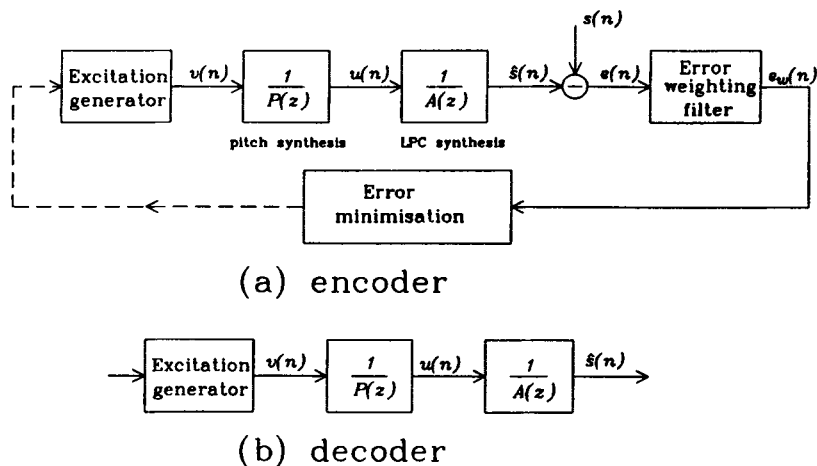 s(n)
Excitation generator
v(n)
1
P(z)
u(n)
1
A(z)
ŝ(n)
−
e(n)
Error weighting filter
e_w(n)
pitch synthesis
LPC synthesis
Error
minimisation
(a) encoder
Excitation generator
v(n)
1
P(z)
u(n)
1
A(z)
ŝ(n)
(b) decoder